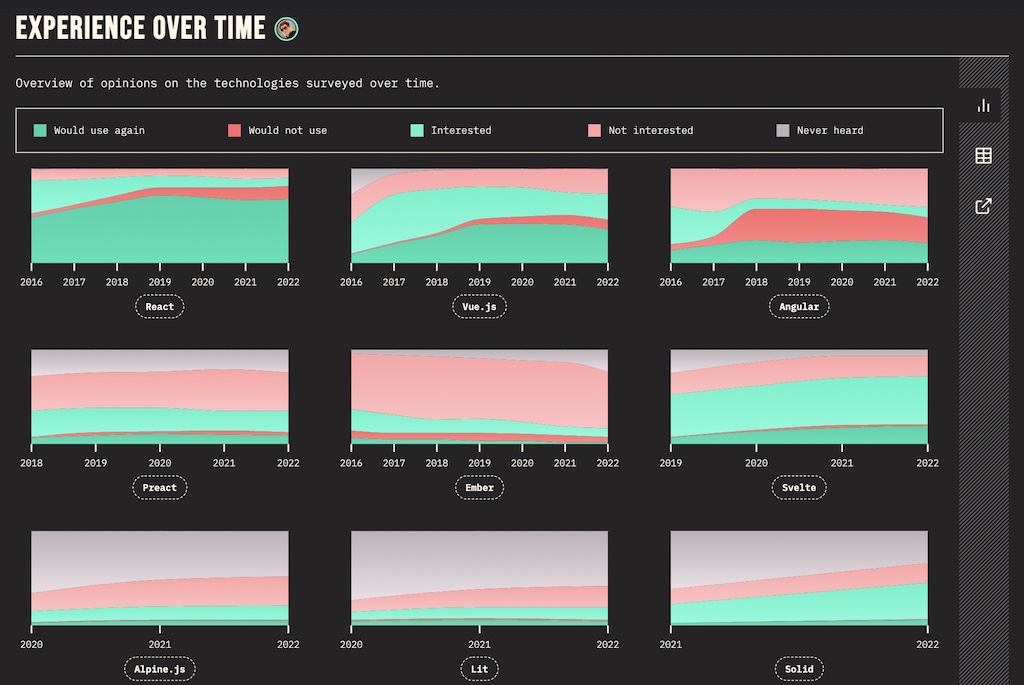 EXPERIENCE OVER TIME
Overview of opinions on the technologies surveyed over time.
Would use again Would not use Interested Not interested Never heard
2016 2017 2018 2019 2020 2021 2022
React
2016 2017 2018 2019 2020 2021 2022
Vue.js
2016 2017 2018 2019 2020 2021 2022
Angular
2018 2019 2020 2021 2022
Preact
2016 2017 2018 2019 2020 2021 2022
Ember
2019 2020 2021 2022
Svelte
2020 2021 2022
Alpine.js
2020 2021 2022
Lit
2021 2022
Solid